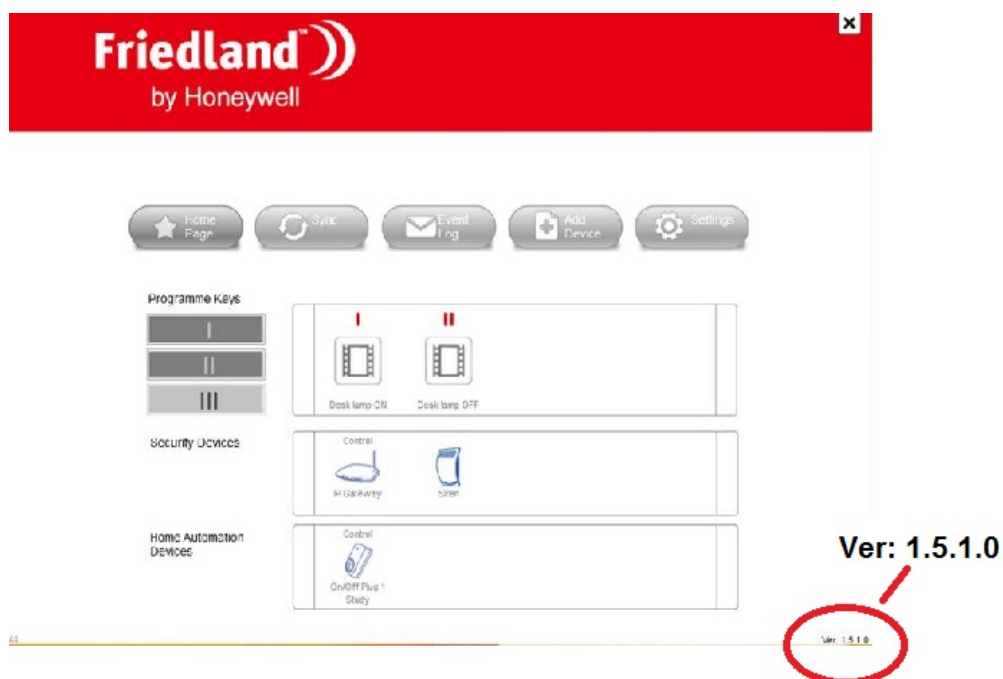 Friedland
by Honeywell
Home Page
Sync
Event Log
Add Device
Settings
Programme Keys
I
II
III
I
II
Desk lamp ON
Desk lamp OFF
Security Devices
Control
IP Gateway
Siren
Home Automation
Devices
Control
On/Off Plug 1
Study
Ver: 1.5.1.0
Ver. 1.5.1.0